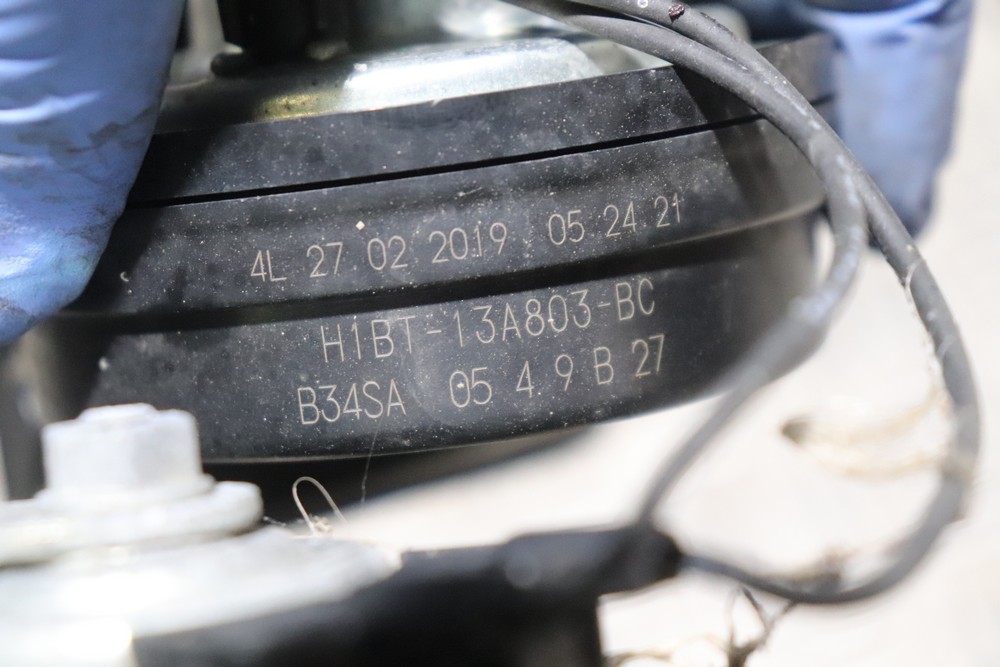 4L 27 02 2019 05 24 21
H1BT-13A803-BC
B34SA 05 4 9 B 27